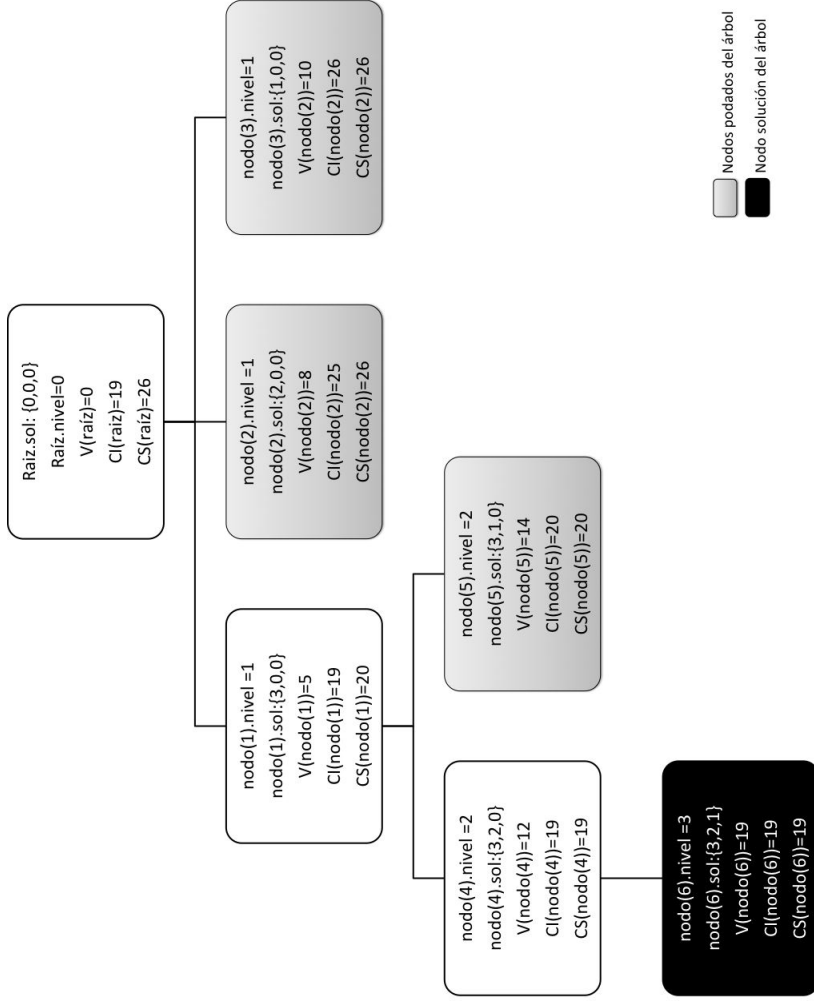 Raiz.sol: {0,0,0}
Raíz.nivel=0
V(raíz)=0
CI(raiz)=19
CS(raíz)=26
nodo(1).nivel =1
nodo(1).sol:{3,0,0}
V(nodo(1))=5
CI(nodo(1))=19
CS(nodo(1))=20
nodo(2).nivel =1
nodo(2).sol:{2,0,0}
V(nodo(2))=8
CI(nodo(2))=25
CS(nodo(2))=26
nodo(3).nivel=1
nodo(3).sol:{1,0,0}
V(nodo(2))=10
CI(nodo(2))=26
CS(nodo(2))=26
nodo(4).nivel =2
nodo(4).sol:{3,2,0}
V(nodo(4))=12
CI(nodo(4))=19
CS(nodo(4))=19
nodo(5).nivel =2
nodo(5).sol:{3,1,0}
V(nodo(5))=14
CI(nodo(5))=20
CS(nodo(5))=20
nodo(6).nivel =3
nodo(6).sol:{3,2,1}
V(nodo(6))=19
CI(nodo(6))=19
CS(nodo(6))=19
Nodos podados del árbol
Nodo solución del árbol